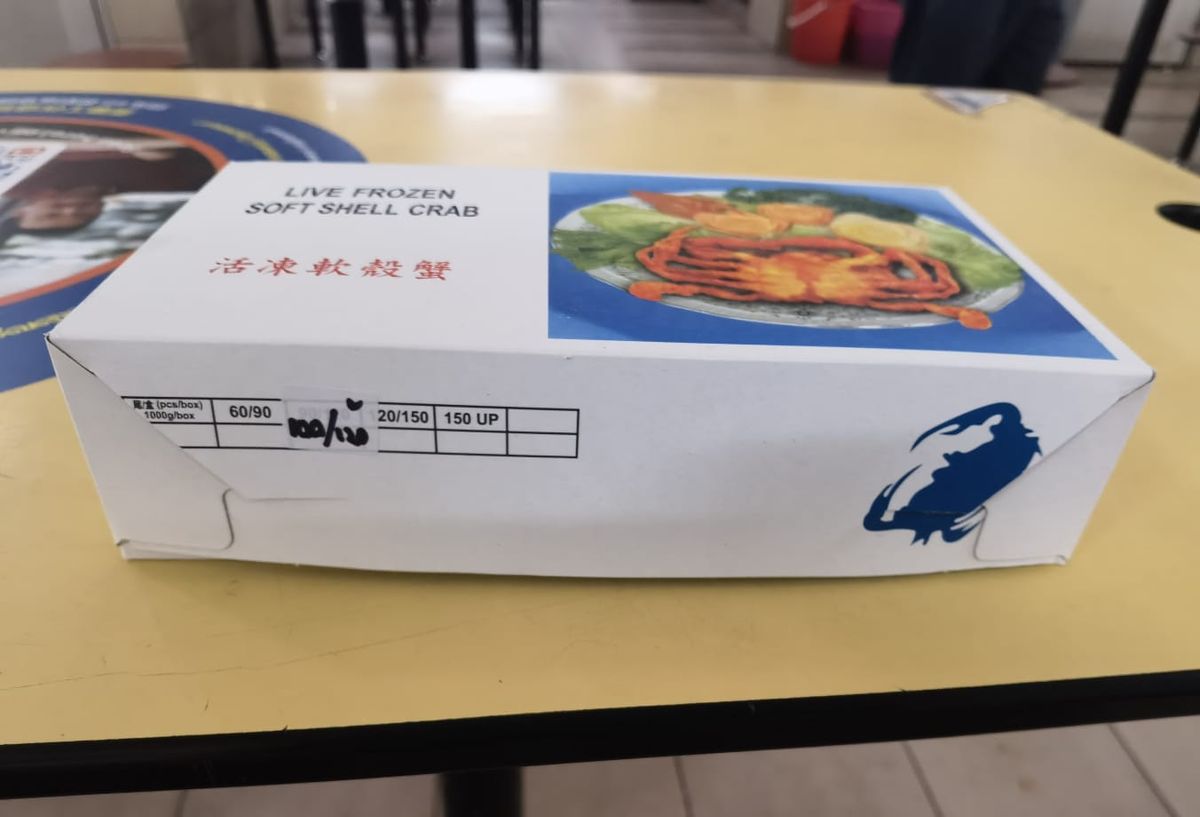 LIVE FROZEN
SOFT SHELL CRAB
活凍軟殼蟹
尾/盒 (pcs/box)
1000g/box
60/90
100/120
20/150
150 UP